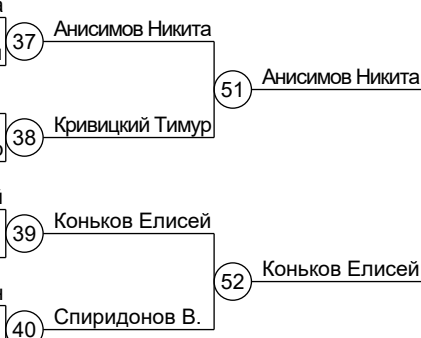 37 Анисимов Никита
51 Анисимов Никита
38 Кривицкий Тимур
39 Коньков Елисей
52 Коньков Елисей
40 Спиридонов В.